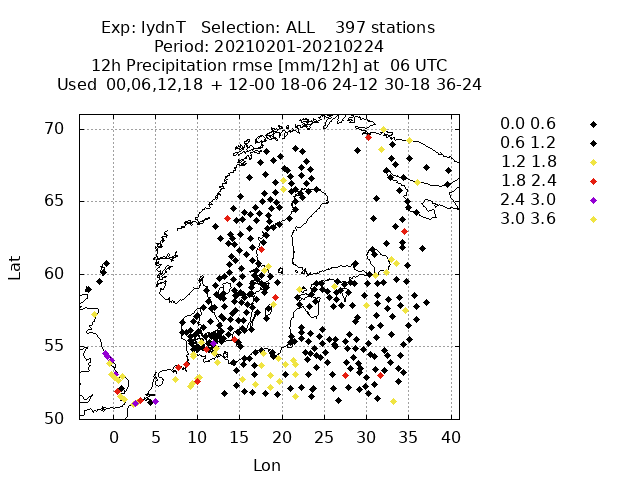 Exp: lydnT   Selection: ALL    397 stations
Period: 20210201-20210224
12h Precipitation rmse [mm/12h] at  06 UTC
Used  00,06,12,18  + 12-00 18-06 24-12 30-18 36-24
0.0 0.6
0.6 1.2
1.2 1.8
1.8 2.4
2.4 3.0
3.0 3.6
70
65
60
55
50
Lat
0 5 10 15 20 25 30 35 40
Lon